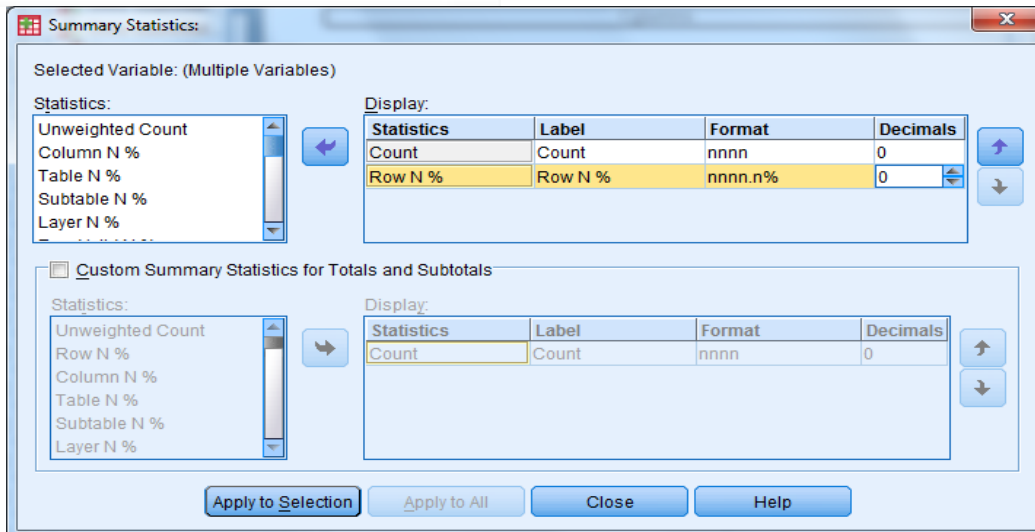 Summary Statistics:
Selected Variable: (Multiple Variables)
Statistics:
Unweighted Count
Column N %
Table N %
Subtable N %
Layer N %
Display:
Statistics Label Format Decimals
Count Count nnnn 0
Row N % Row N % nnnn.n% 0
Custom Summary Statistics for Totals and Subtotals
Statistics:
Unweighted Count
Row N %
Column N %
Table N %
Subtable N %
Layer N %
Display:
Statistics Label Format Decimals
Count Count nnnn 0
Apply to Selection Apply to All Close Help